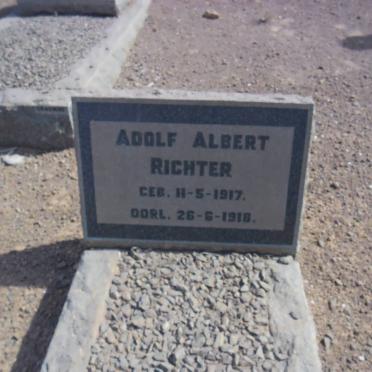 ADOLF ALBERT
RICHTER
GEB. 11-5-1917.
OORL. 26-6-1918.